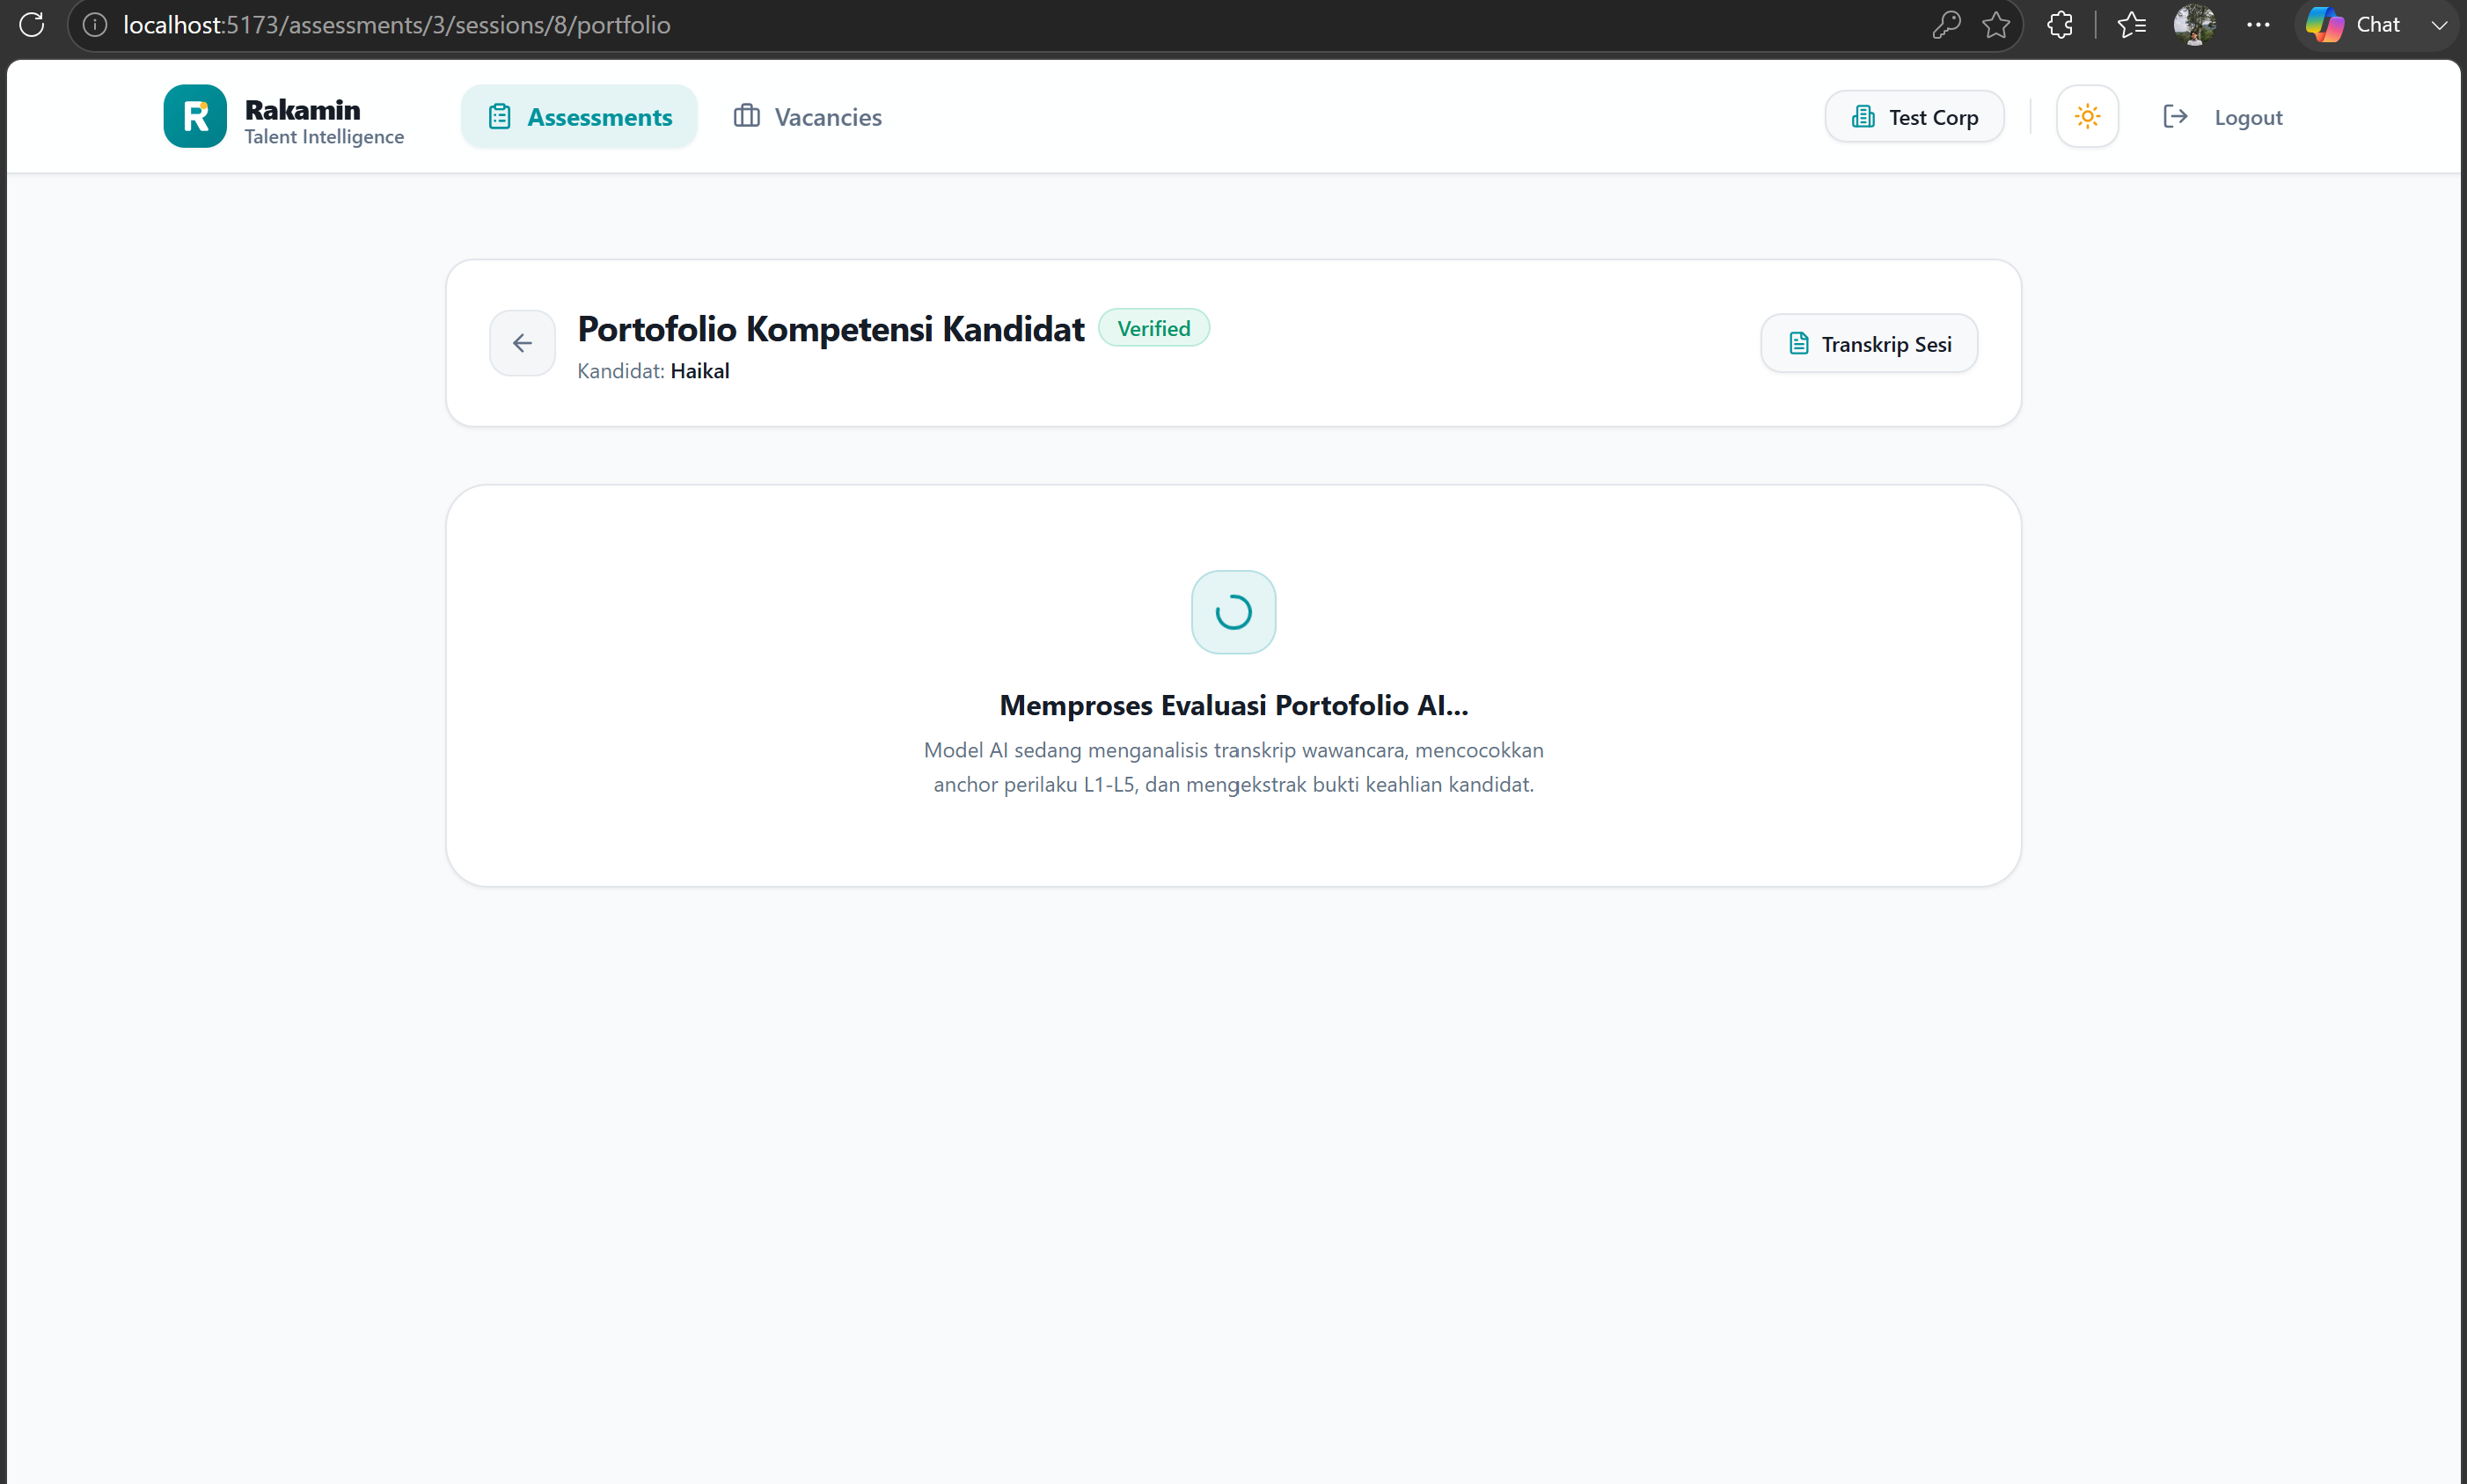 localhost:5173/assessments/3/sessions/8/portfolio
Chat
Rakamin
Talent Intelligence
Assessments
Vacancies
Test Corp
Logout
Portofolio Kompetensi Kandidat
Verified
Kandidat: Haikal
Transkrip Sesi
Memproses Evaluasi Portofolio AI...
Model AI sedang menganalisis transkrip wawancara, mencocokkan
anchor perilaku L1-L5, dan mengekstrak bukti keahlian kandidat.